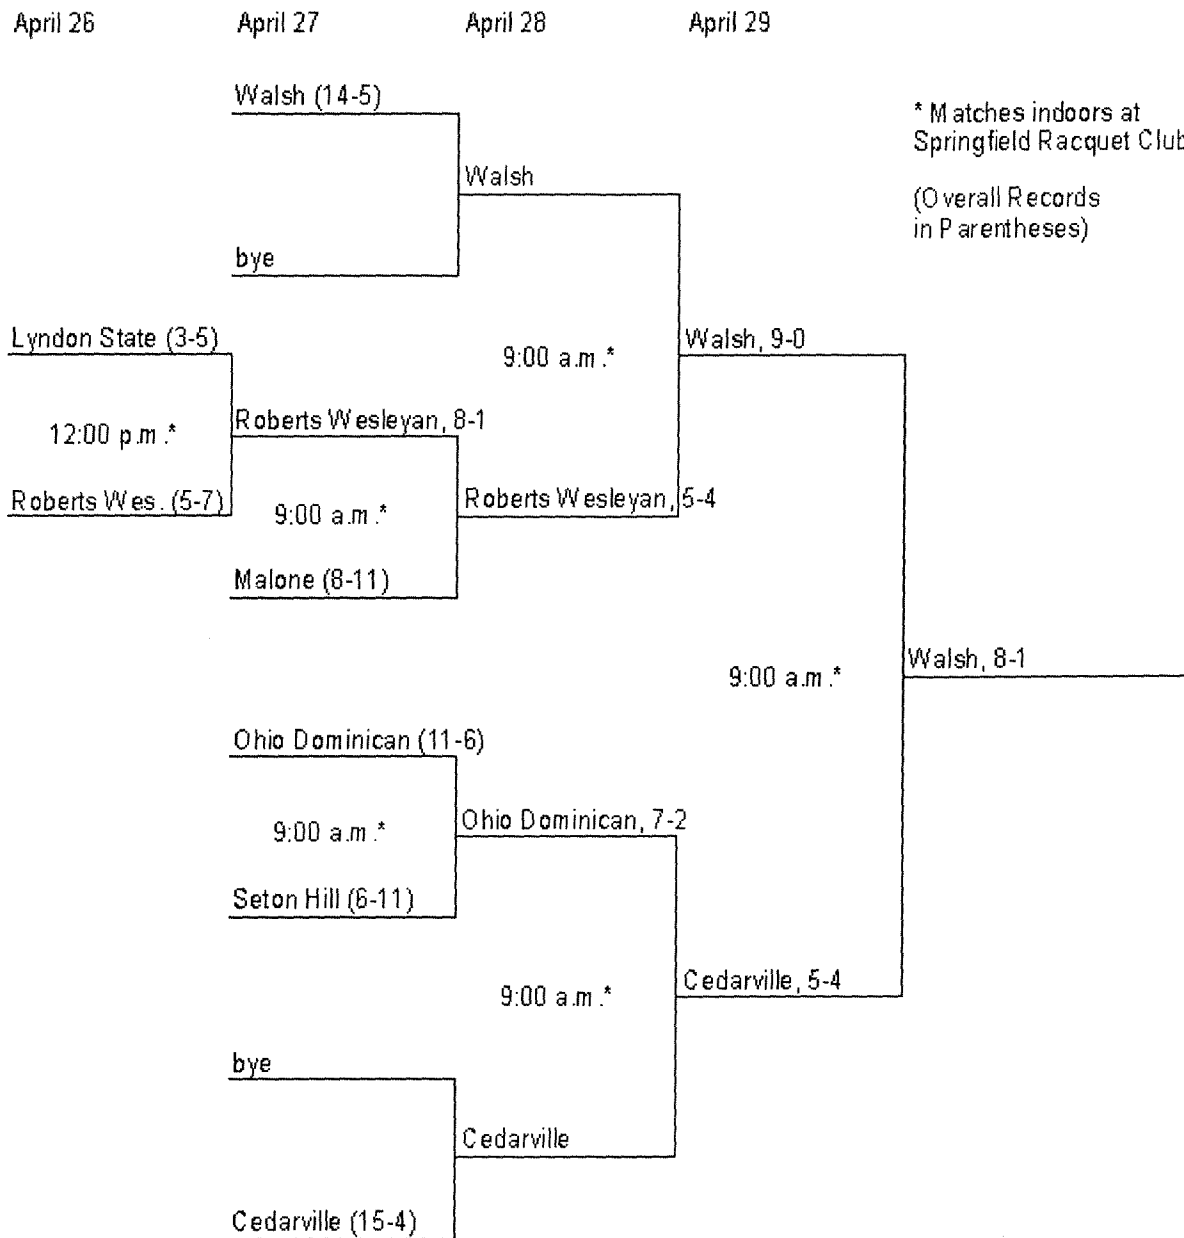 April 26 April 27 April 28 April 29
Walsh (14-5)
* Matches indoors at
Springfield Racquet Club
Walsh
(Overall Records
in Parentheses)
bye
Lyndon State (3-5)
Walsh, 9-0
9:00 a.m.*
Roberts Wesleyan, 8-1
12:00 p.m.*
Roberts Wes. (5-7)
Roberts Wesleyan, 5-4
9:00 a.m.*
Malone (8-11)
Walsh, 8-1
9:00 a.m.*
Ohio Dominican (11-6)
Ohio Dominican, 7-2
9:00 a.m.*
Seton Hill (6-11)
Cedarville, 5-4
9:00 a.m.*
bye
Cedarville
Cedarville (15-4)